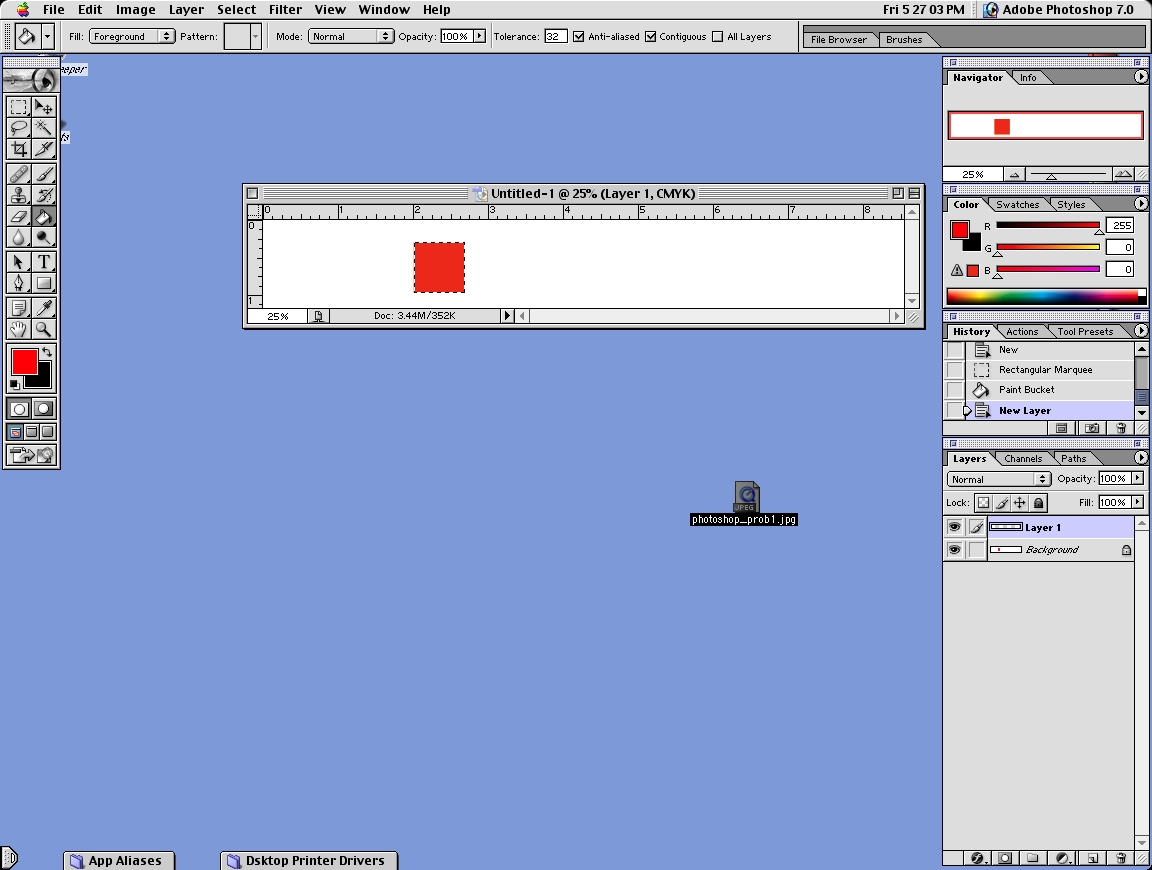 File Edit Image Layer Select Filter View Window Help Fri 5 27 03 PM Adobe Photoshop 7.0
Fill: Foreground Pattern: Mode: Normal Opacity: 100% Tolerance: 32 Anti-aliased Contiguous All Layers File Browser Brushes
eeper
fs
Navigator Info
25%
Untitled-1 @ 25% (Layer 1, CMYK)
0 1 2 3 4 5 6 7 8
0
1
25% Doc: 3.44M/352K
T
Color Swatches Styles
R 255
G 0
B 0
History Actions Tool Presets
New
Rectangular Marquee
Paint Bucket
New Layer
Layers Channels Paths
Normal Opacity: 100%
Lock: Fill: 100%
Layer 1
Background
JPEG
photoshop_prob1.jpg
App Aliases Dsktop Printer Drivers